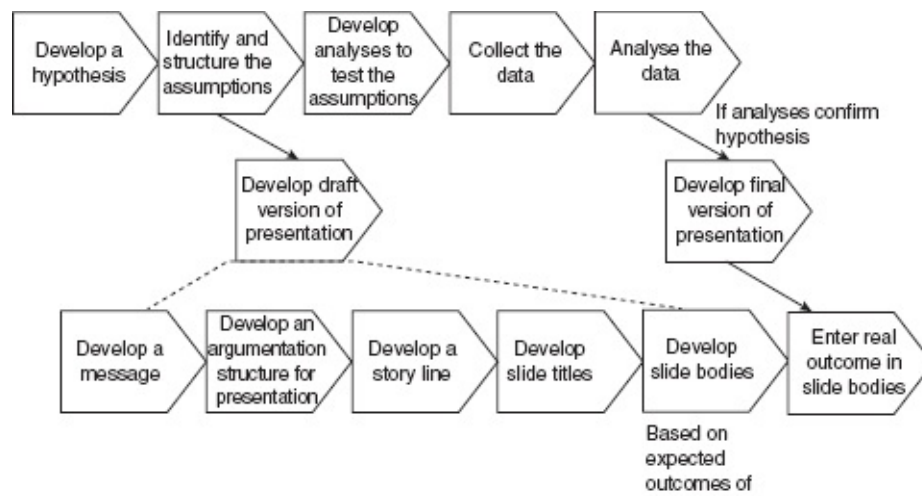 Develop a
hypothesis
Identify and
structure the
assumptions
Develop
analyses to
test the
assumptions
Collect the
data
Analyse the
data
If analyses confirm
hypothesis
Develop draft
version of
presentation
Develop final
version of
presentation
Develop a
message
Develop an
argumentation
structure for
presentation
Develop a
story line
Develop
slide titles
Develop
slide bodies
Enter real
outcome in
slide bodies
Based on
expected
outcomes of